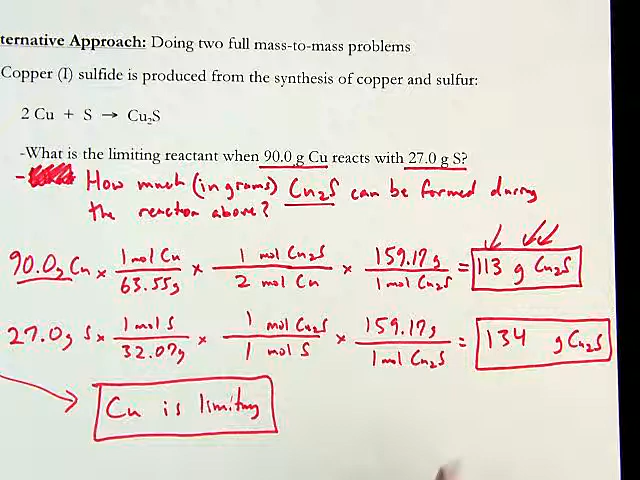 ternative Approach: Doing two full mass-to-mass problems
Copper (I) sulfide is produced from the synthesis of copper and sulfur:
2 Cu + S → Cu₂S
-What is the limiting reactant when 90.0 g Cu reacts with 27.0 g S?
- How much (in grams) Cu₂S can be formed during
the reaction above?
90.0g Cu × 1 mol Cu / 63.55g × 1 mol Cu₂S / 2 mol Cu × 159.17 g / 1 mol Cu₂S = 113 g Cu₂S
27.0g S × 1 mol S / 32.07g × 1 mol Cu₂S / 1 mol S × 159.17g / 1 mol Cu₂S = 134 g Cu₂S
Cu is limiting